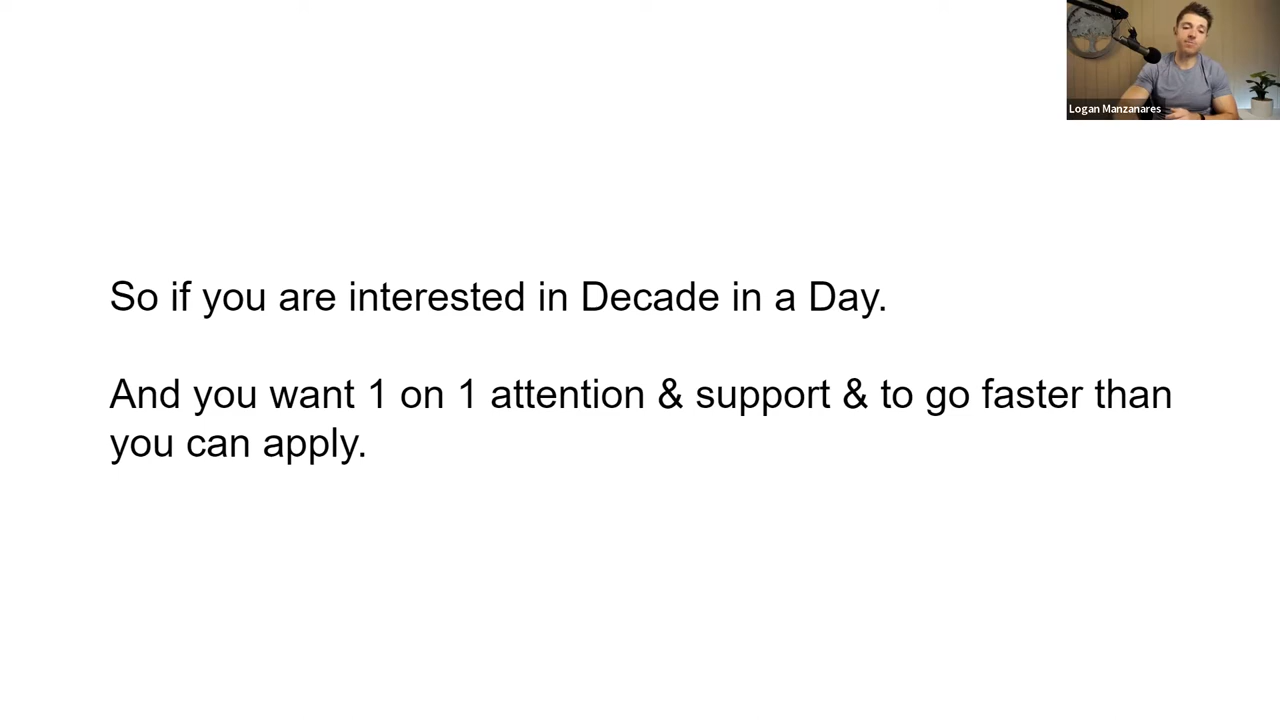 Logan Manzanares
So if you are interested in Decade in a Day.
And you want 1 on 1 attention & support & to go faster than
you can apply.